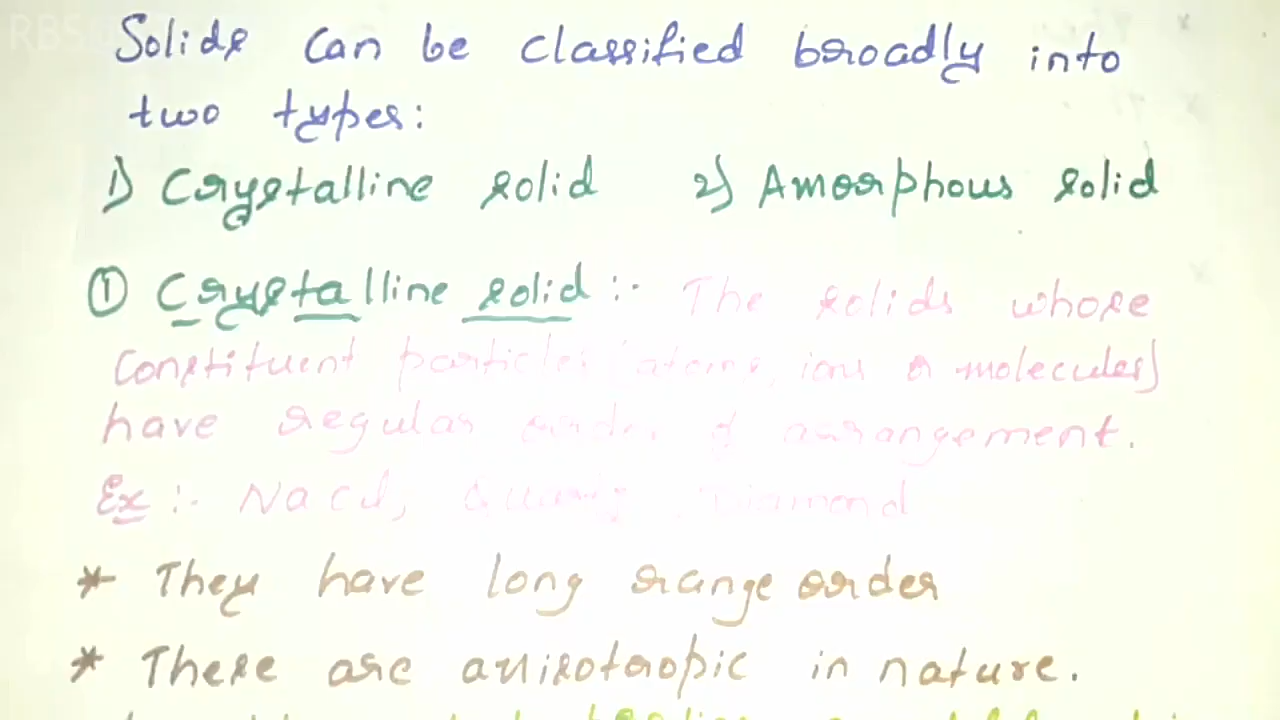 Solids can be classified broadly into
two types:
1) Crystalline solid 2) Amorphous solid
① Crystalline solid :- The solids whose
constituent particles (atoms, ions or molecules)
have regular order of arrangement.
Ex :- NaCl, Quartz, Diamond
* They have long range order
* These are anisotropic in nature.